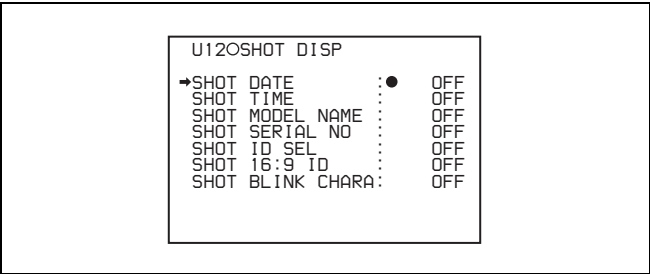 U12○SHOT DISP
➡SHOT DATE :● OFF
SHOT TIME : OFF
SHOT MODEL NAME : OFF
SHOT SERIAL NO : OFF
SHOT ID SEL : OFF
SHOT 16:9 ID : OFF
SHOT BLINK CHARA: OFF